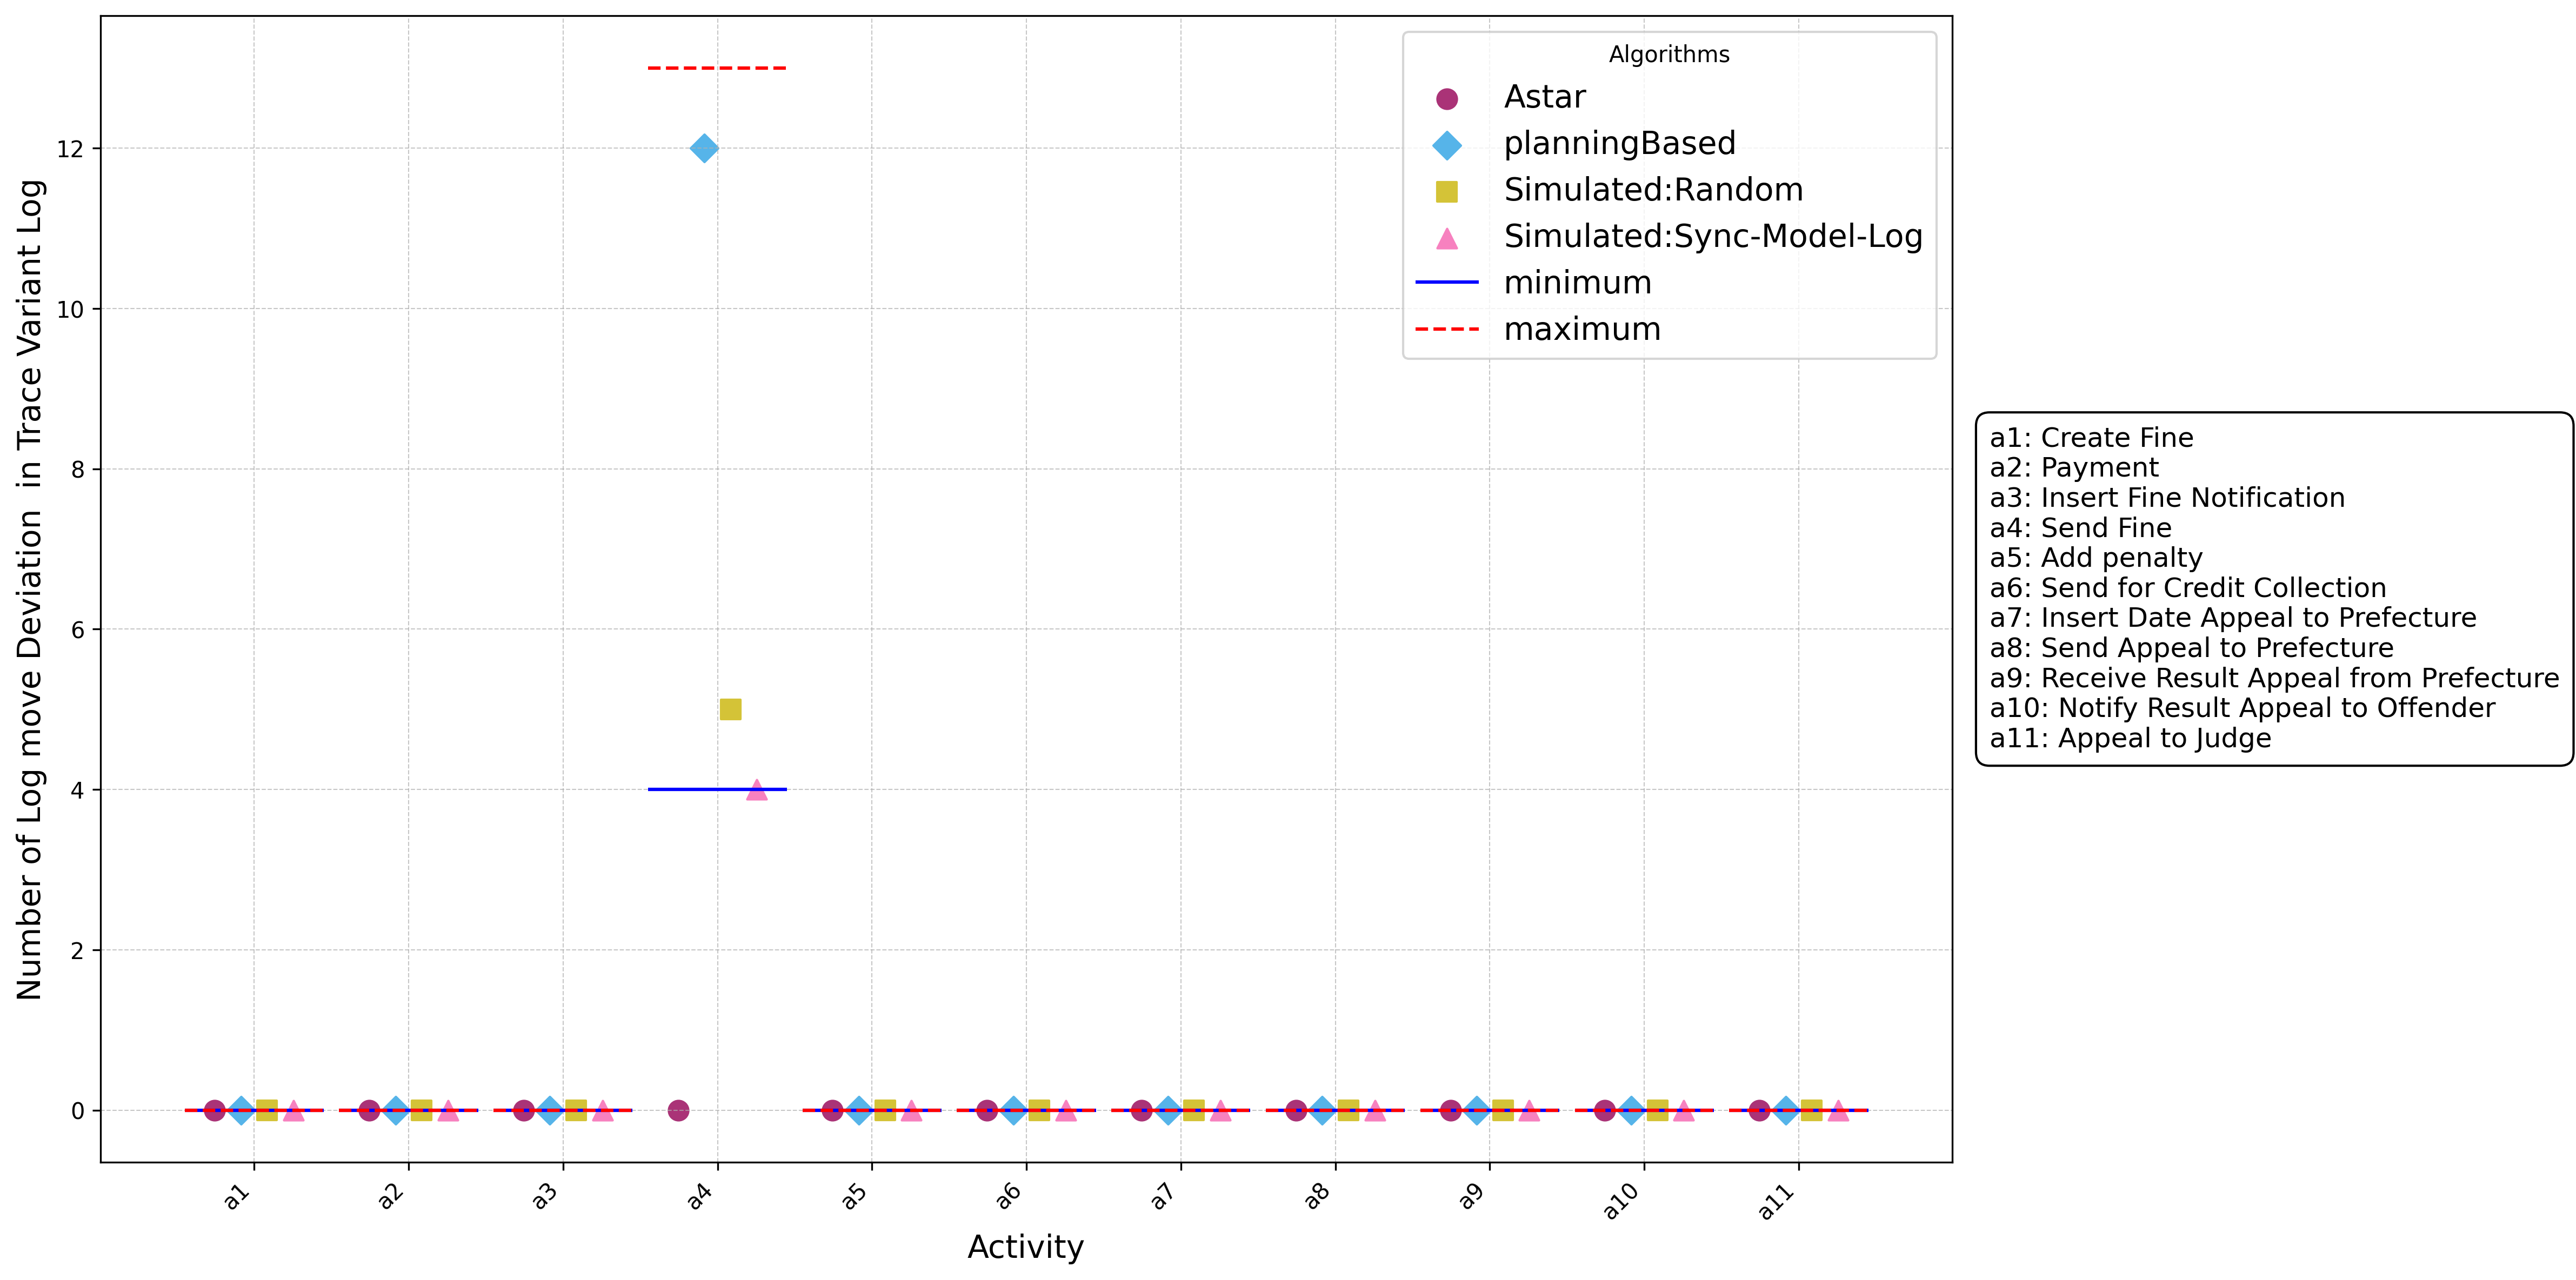 Number of Log move Deviation  in Trace Variant Log
12
10
8
6
4
2
0
a1
a2
a3
a4
a5
a6
a7
a8
a9
a10
a11
Activity
Algorithms
Astar
planningBased
Simulated:Random
Simulated:Sync-Model-Log
minimum
maximum
a1: Create Fine
a2: Payment
a3: Insert Fine Notification
a4: Send Fine
a5: Add penalty
a6: Send for Credit Collection
a7: Insert Date Appeal to Prefecture
a8: Send Appeal to Prefecture
a9: Receive Result Appeal from Prefecture
a10: Notify Result Appeal to Offender
a11: Appeal to Judge